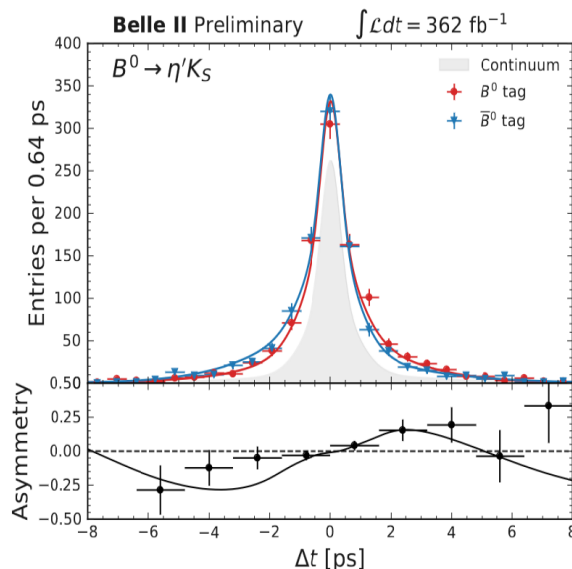 Belle II Preliminary ∫ℒdt = 362 fb⁻¹
400
B⁰ → η′K_S
Continuum
B⁰ tag
B̅⁰ tag
350
300
250
200
150
100
50
Entries per 0.64 ps
0.50
0.25
0.00
−0.25
−0.50
Asymmetry
−8 −6 −4 −2 0 2 4 6 8
Δt [ps]